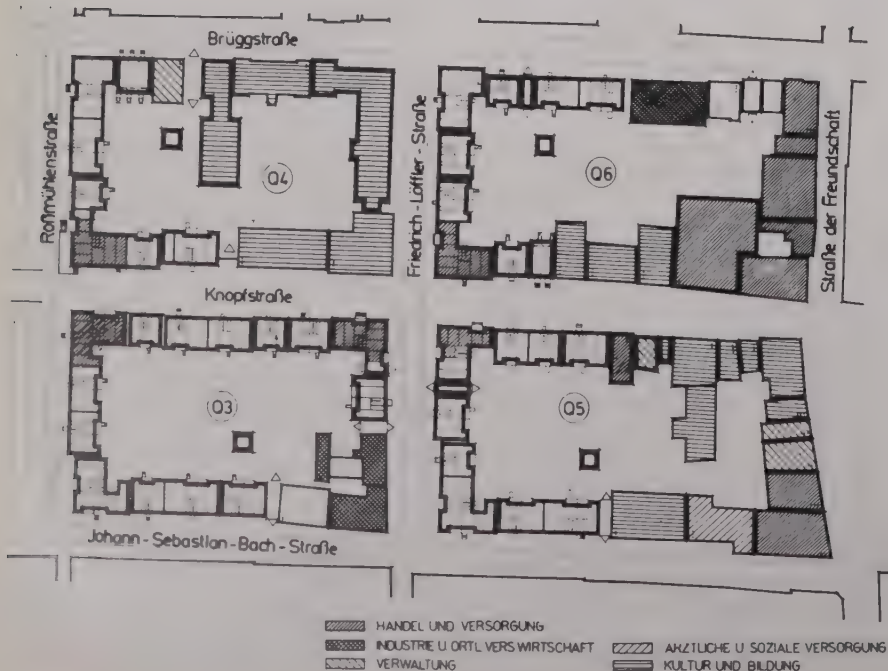 Brüggstraße
Roßmühlenstraße
Q4
Friedrich - Löffler - Straße
Q6
Straße der Freundschaft
Knopfstraße
Q3
Q5
Johann - Sebastian - Bach - Straße
HANDEL UND VERSORGUNG
INDUSTRIE U ORTL VERS WIRTSCHAFT
VERWALTUNG
ÄRZTLICHE U SOZIALE VERSORGUNG
KULTUR UND BILDUNG